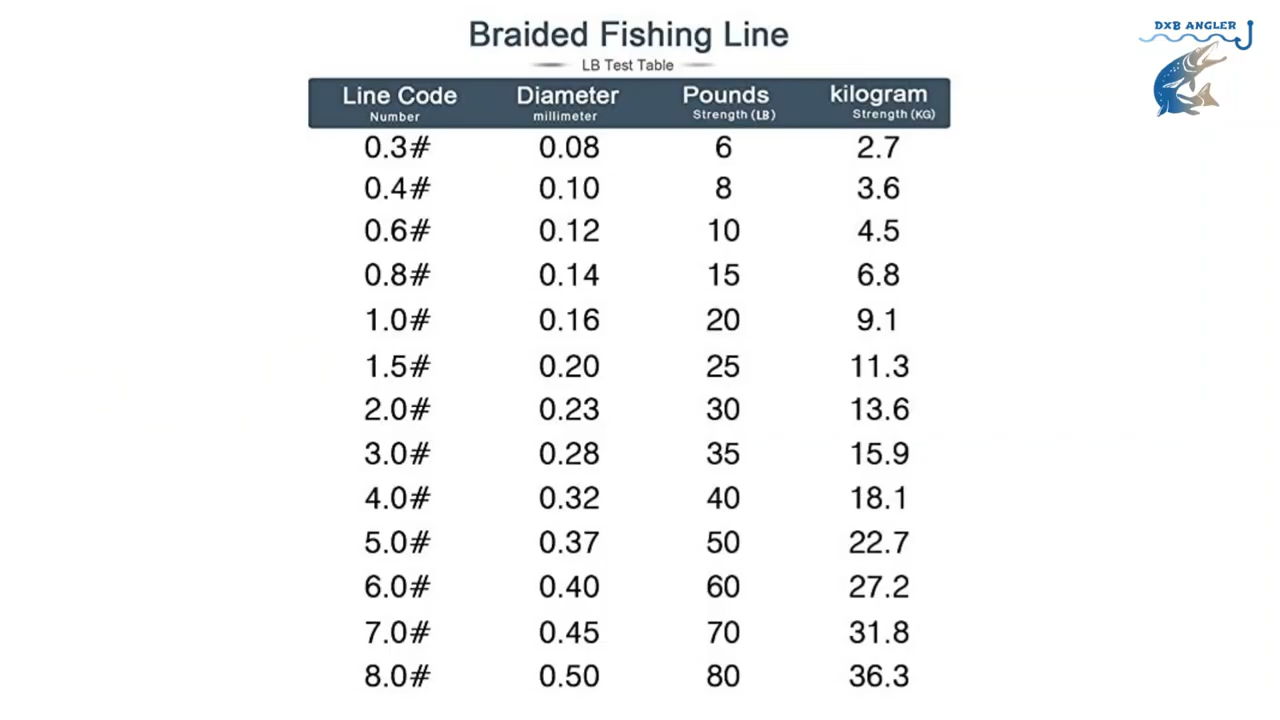 DXB ANGLER
Braided Fishing Line
LB Test Table
Line Code Diameter Pounds kilogram
Number millimeter Strength (LB) Strength (KG)
0.3# 0.08 6 2.7
0.4# 0.10 8 3.6
0.6# 0.12 10 4.5
0.8# 0.14 15 6.8
1.0# 0.16 20 9.1
1.5# 0.20 25 11.3
2.0# 0.23 30 13.6
3.0# 0.28 35 15.9
4.0# 0.32 40 18.1
5.0# 0.37 50 22.7
6.0# 0.40 60 27.2
7.0# 0.45 70 31.8
8.0# 0.50 80 36.3